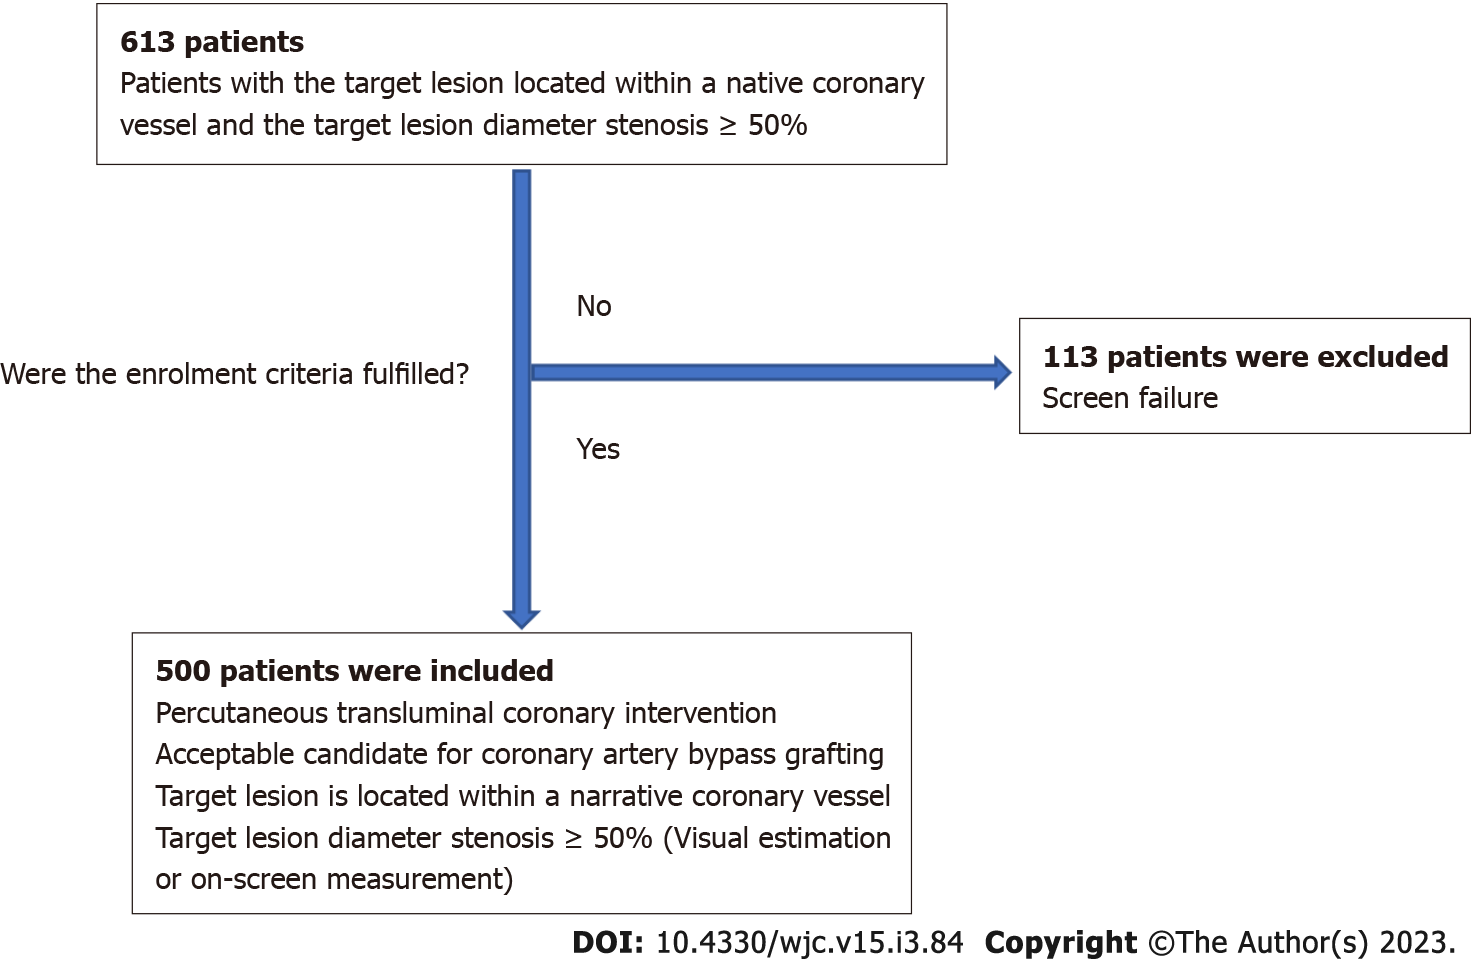 613 patients
Patients with the target lesion located within a native coronary
vessel and the target lesion diameter stenosis ≥ 50%
No
Were the enrolment criteria fulfilled?
113 patients were excluded
Screen failure
Yes
500 patients were included
Percutaneous transluminal coronary intervention
Acceptable candidate for coronary artery bypass grafting
Target lesion is located within a narrative coronary vessel
Target lesion diameter stenosis ≥ 50% (Visual estimation
or on-screen measurement)
DOI: 10.4330/wjc.v15.i3.84 Copyright ©The Author(s) 2023.